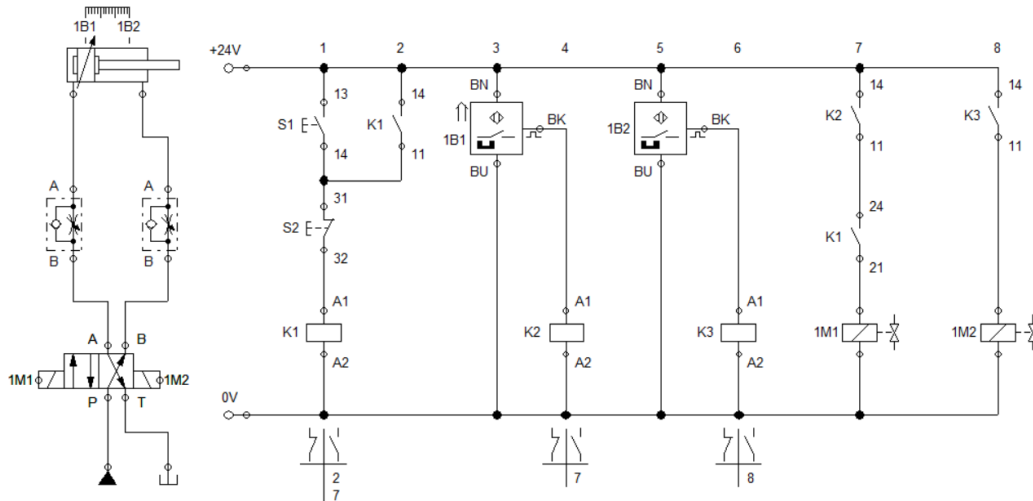 1B1 1B2
A A
B B
A B
1M1 1M2
P T
1 2 3 4 5 6 7 8
+24V
13 14 BN BN 14 14
S1 K1 1B1 BK 1B2 BK K2 K3
14 11 BU BU 11 11
31 24
S2 K1
32 21
A1 A1 A1
K1 K2 K3 1M1 1M2
A2 A2 A2
0V
2 7 8
7